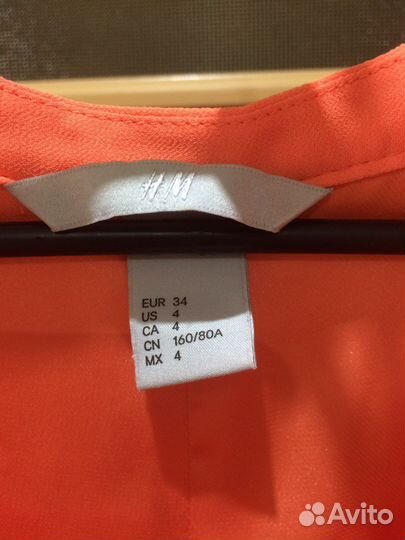 H&M
EUR 34
US 4
CA 4
CN 160/80A
MX 4
Avito